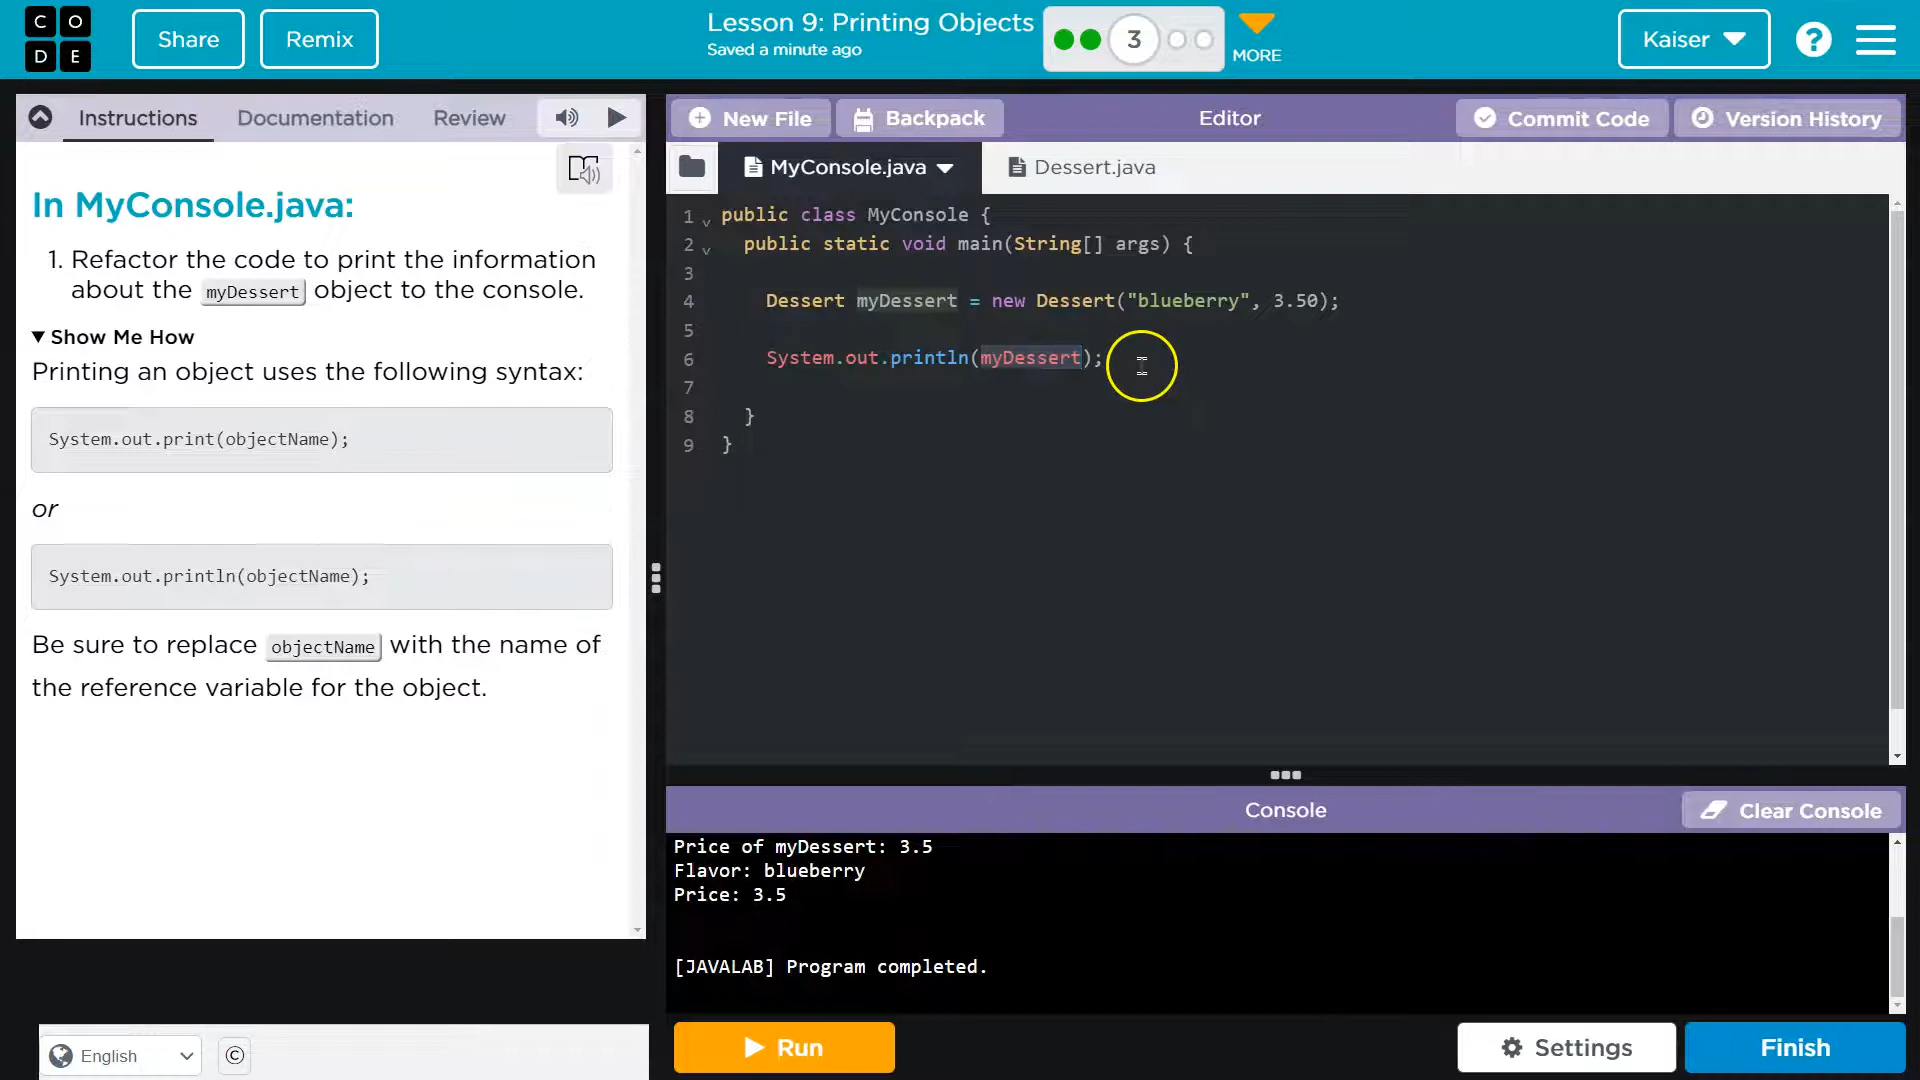 C O
D E
Share
Remix
Lesson 9: Printing Objects
Saved a minute ago
3
MORE
Kaiser
?
Instructions
Documentation
Review
New File
Backpack
Editor
Commit Code
Version History
MyConsole.java
Dessert.java
In MyConsole.java:
1. Refactor the code to print the information
about the myDessert object to the console.
Show Me How
Printing an object uses the following syntax:
System.out.print(objectName);
or
System.out.println(objectName);
Be sure to replace objectName with the name of
the reference variable for the object.
1 public class MyConsole {
2 public static void main(String[] args) {
3
4 Dessert myDessert = new Dessert("blueberry", 3.50);
5
6 System.out.println(myDessert);
7
8 }
9 }
Console
Clear Console
Price of myDessert: 3.5
Flavor: blueberry
Price: 3.5
[JAVALAB] Program completed.
English
©
Run
Settings
Finish